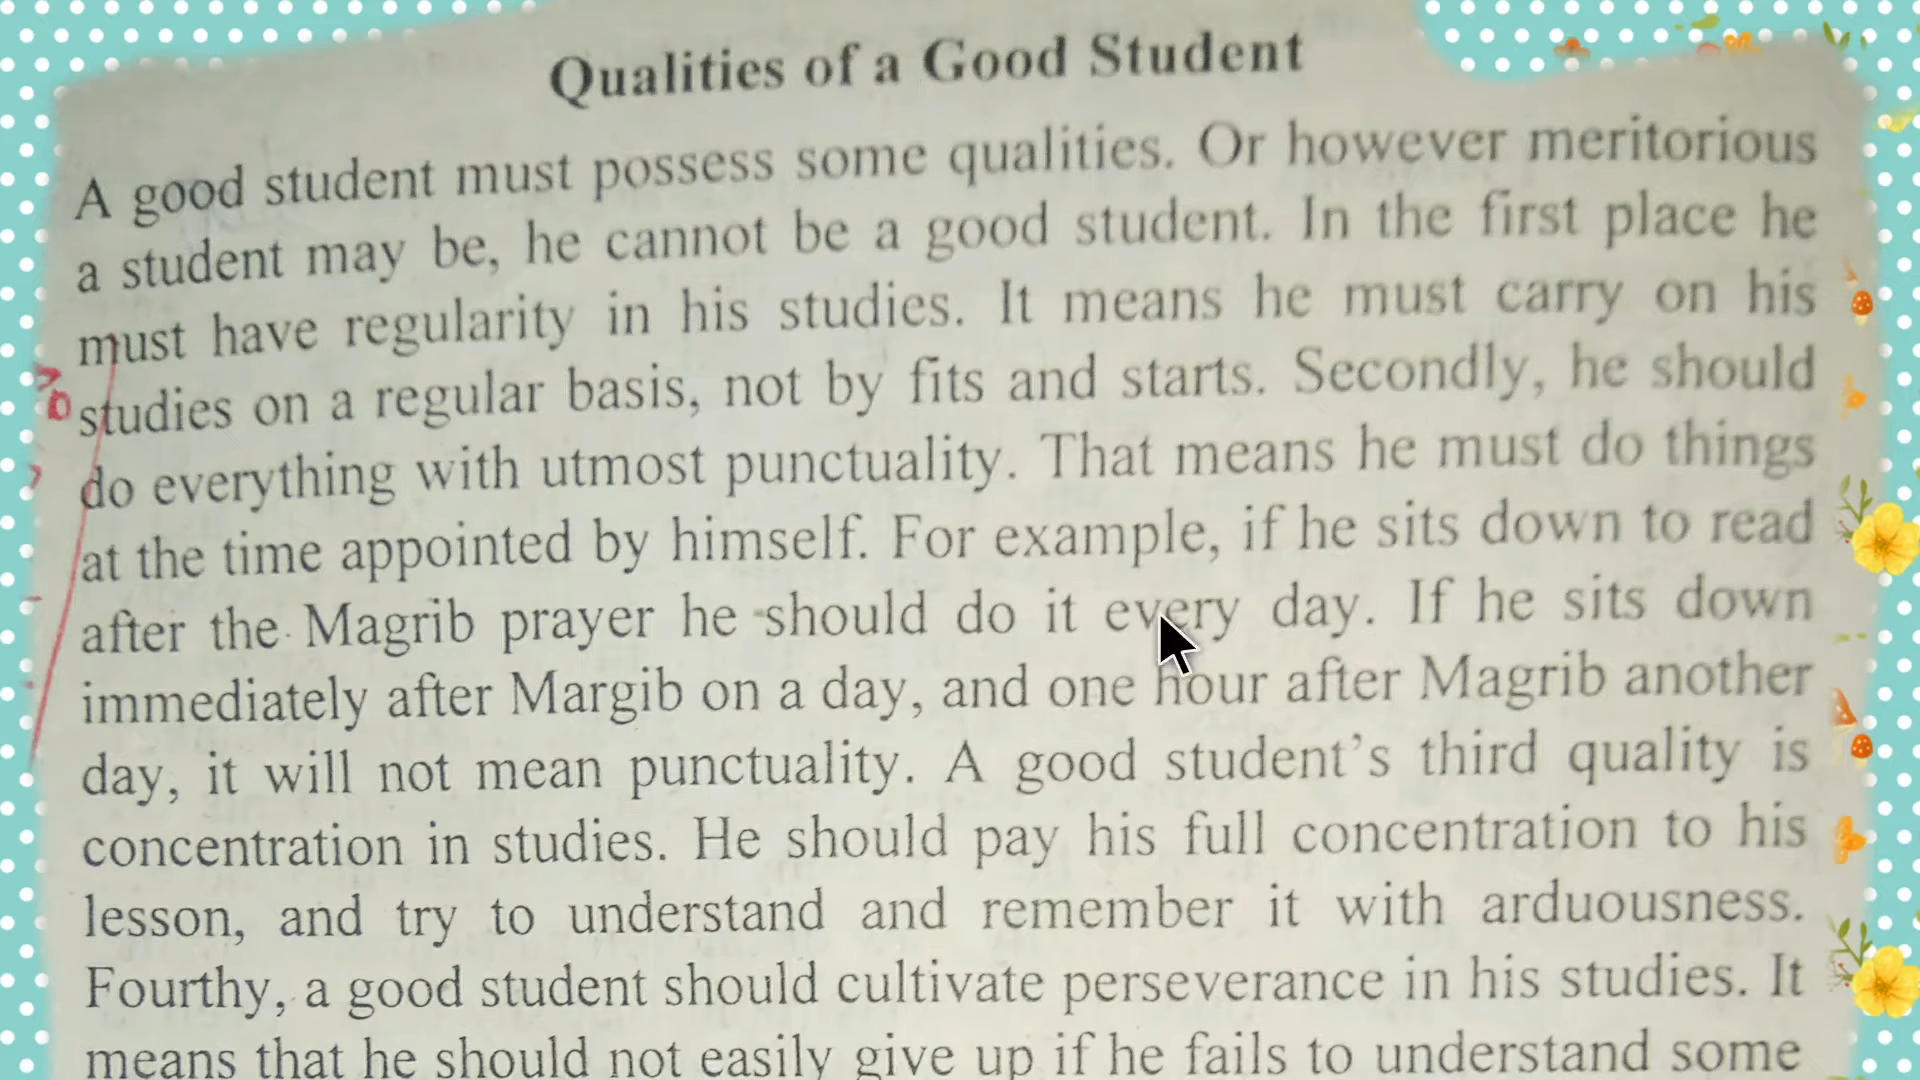 Qualities of a Good Student
A good student must possess some qualities. Or however meritorious
a student may be, he cannot be a good student. In the first place he
must have regularity in his studies. It means he must carry on his
studies on a regular basis, not by fits and starts. Secondly, he should
do everything with utmost punctuality. That means he must do things
at the time appointed by himself. For example, if he sits down to read
after the Magrib prayer he should do it every day. If he sits down
immediately after Margib on a day, and one hour after Magrib another
day, it will not mean punctuality. A good student's third quality is
concentration in studies. He should pay his full concentration to his
lesson, and try to understand and remember it with arduousness.
Fourthy, a good student should cultivate perseverance in his studies. It
means that he should not easily give up if he fails to understand some